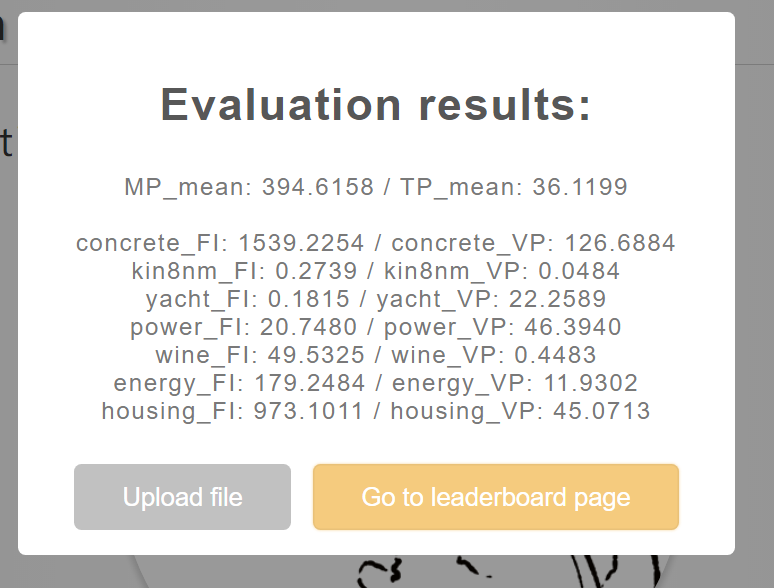 t
Evaluation results:
MP_mean: 394.6158 / TP_mean: 36.1199
concrete_FI: 1539.2254 / concrete_VP: 126.6884
kin8nm_FI: 0.2739 / kin8nm_VP: 0.0484
yacht_FI: 0.1815 / yacht_VP: 22.2589
power_FI: 20.7480 / power_VP: 46.3940
wine_FI: 49.5325 / wine_VP: 0.4483
energy_FI: 179.2484 / energy_VP: 11.9302
housing_FI: 973.1011 / housing_VP: 45.0713
Upload file
Go to leaderboard page